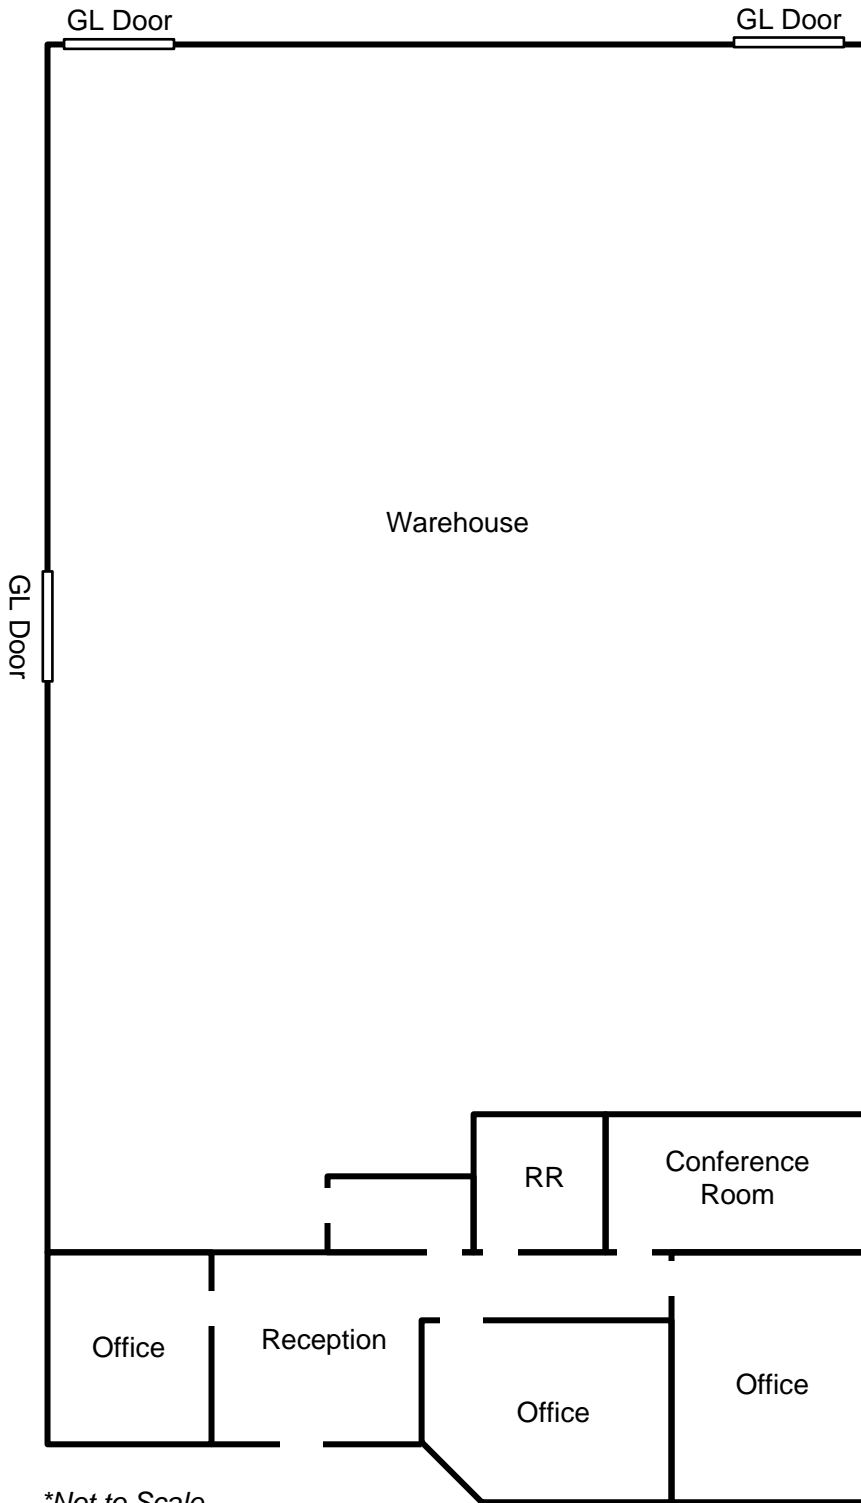 GL Door
GL Door
Warehouse
GL Door
RR
Conference
Room
Office
Reception
Office
Office
*Not to Scale